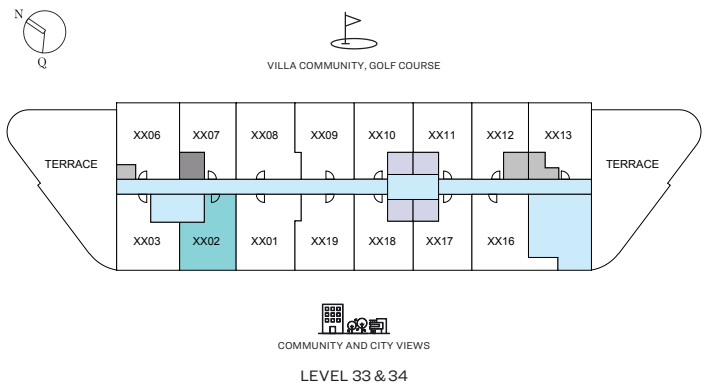 N
Q
VILLA COMMUNITY, GOLF COURSE
XX06 XX07 XX08 XX09 XX10 XX11 XX12 XX13
TERRACE TERRACE
XX03 XX02 XX01 XX19 XX18 XX17 XX16
COMMUNITY AND CITY VIEWS
LEVEL 33 & 34